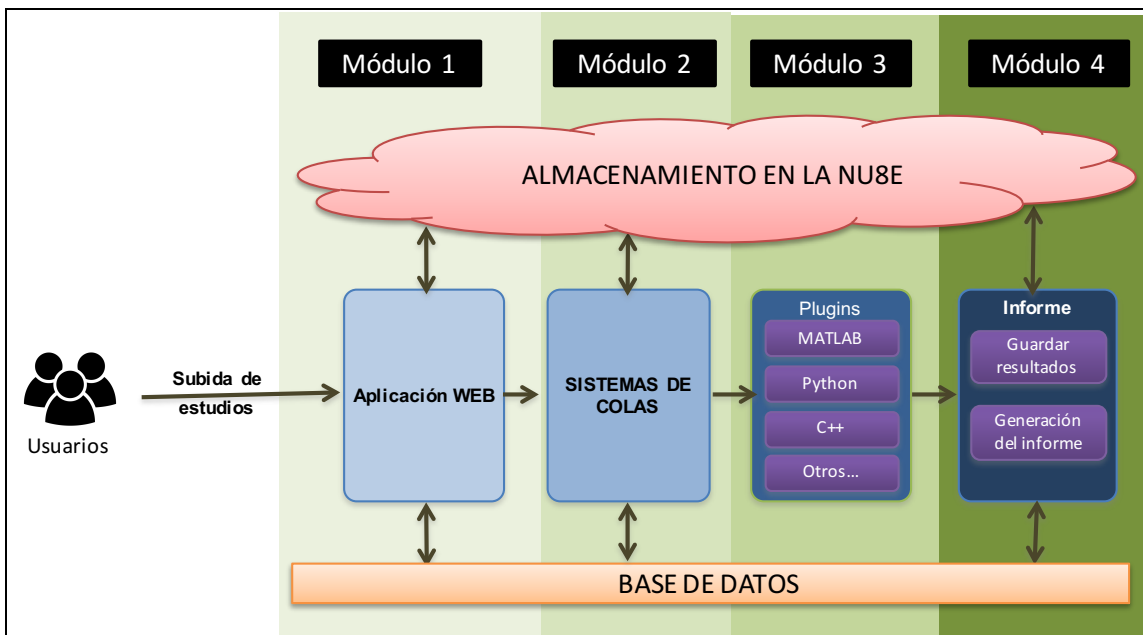 Módulo 1
Módulo 2
Módulo 3
Módulo 4
ALMACENAMIENTO EN LA NU8E
Usuarios
Subida de
estudios
Aplicación WEB
SISTEMAS DE
COLAS
Plugins
MATLAB
Python
C++
Otros...
Informe
Guardar
resultados
Generación
del informe
BASE DE DATOS